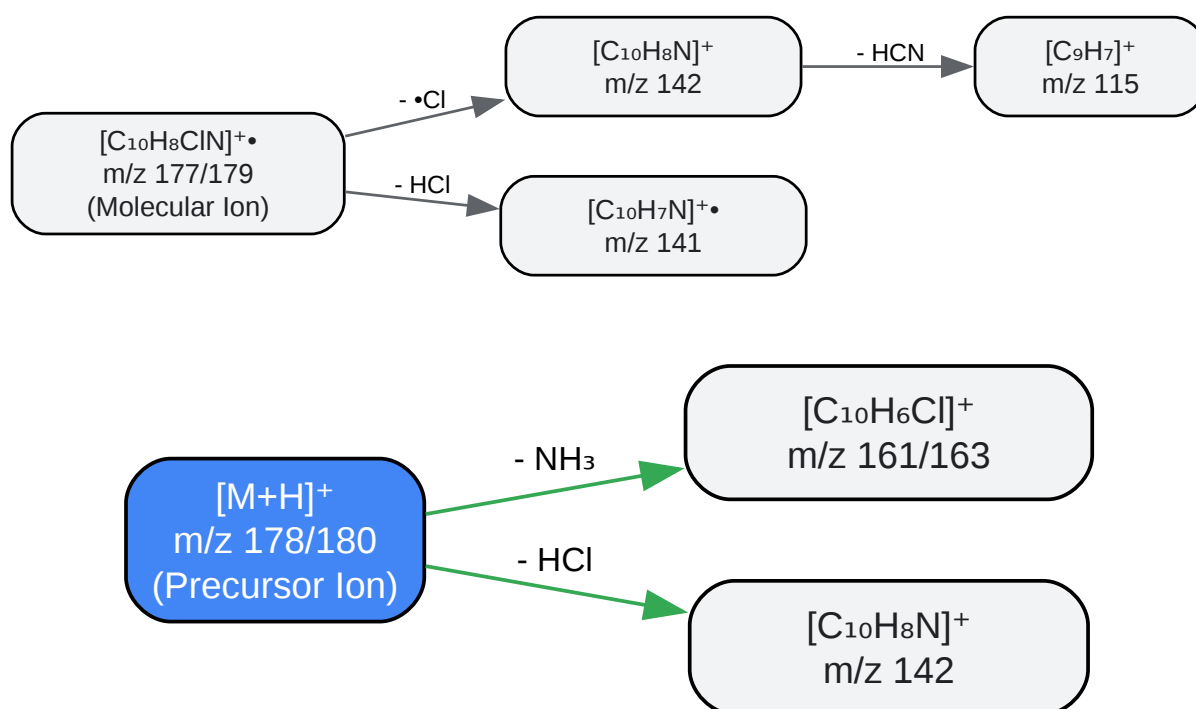 [C₁₀H₈ClN]⁺•
m/z 177/179
(Molecular Ion)
- •Cl
- HCl
[C₁₀H₈N]⁺
m/z 142
- HCN
[C₉H₇]⁺
m/z 115
[C₁₀H₇N]⁺•
m/z 141
[M+H]⁺
m/z 178/180
(Precursor Ion)
- NH₃
- HCl
[C₁₀H₆Cl]⁺
m/z 161/163
[C₁₀H₈N]⁺
m/z 142